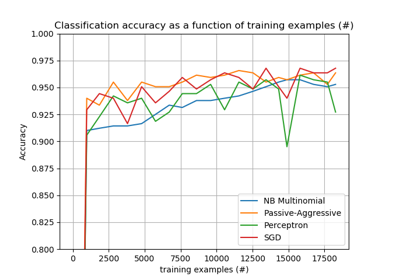 Classification accuracy as a function of training examples (#)
1.000
0.975
0.950
0.925
0.900
0.875
0.850
0.825
0.800
Accuracy
0 2500 5000 7500 10000 12500 15000 17500
training examples (#)
NB Multinomial
Passive-Aggressive
Perceptron
SGD